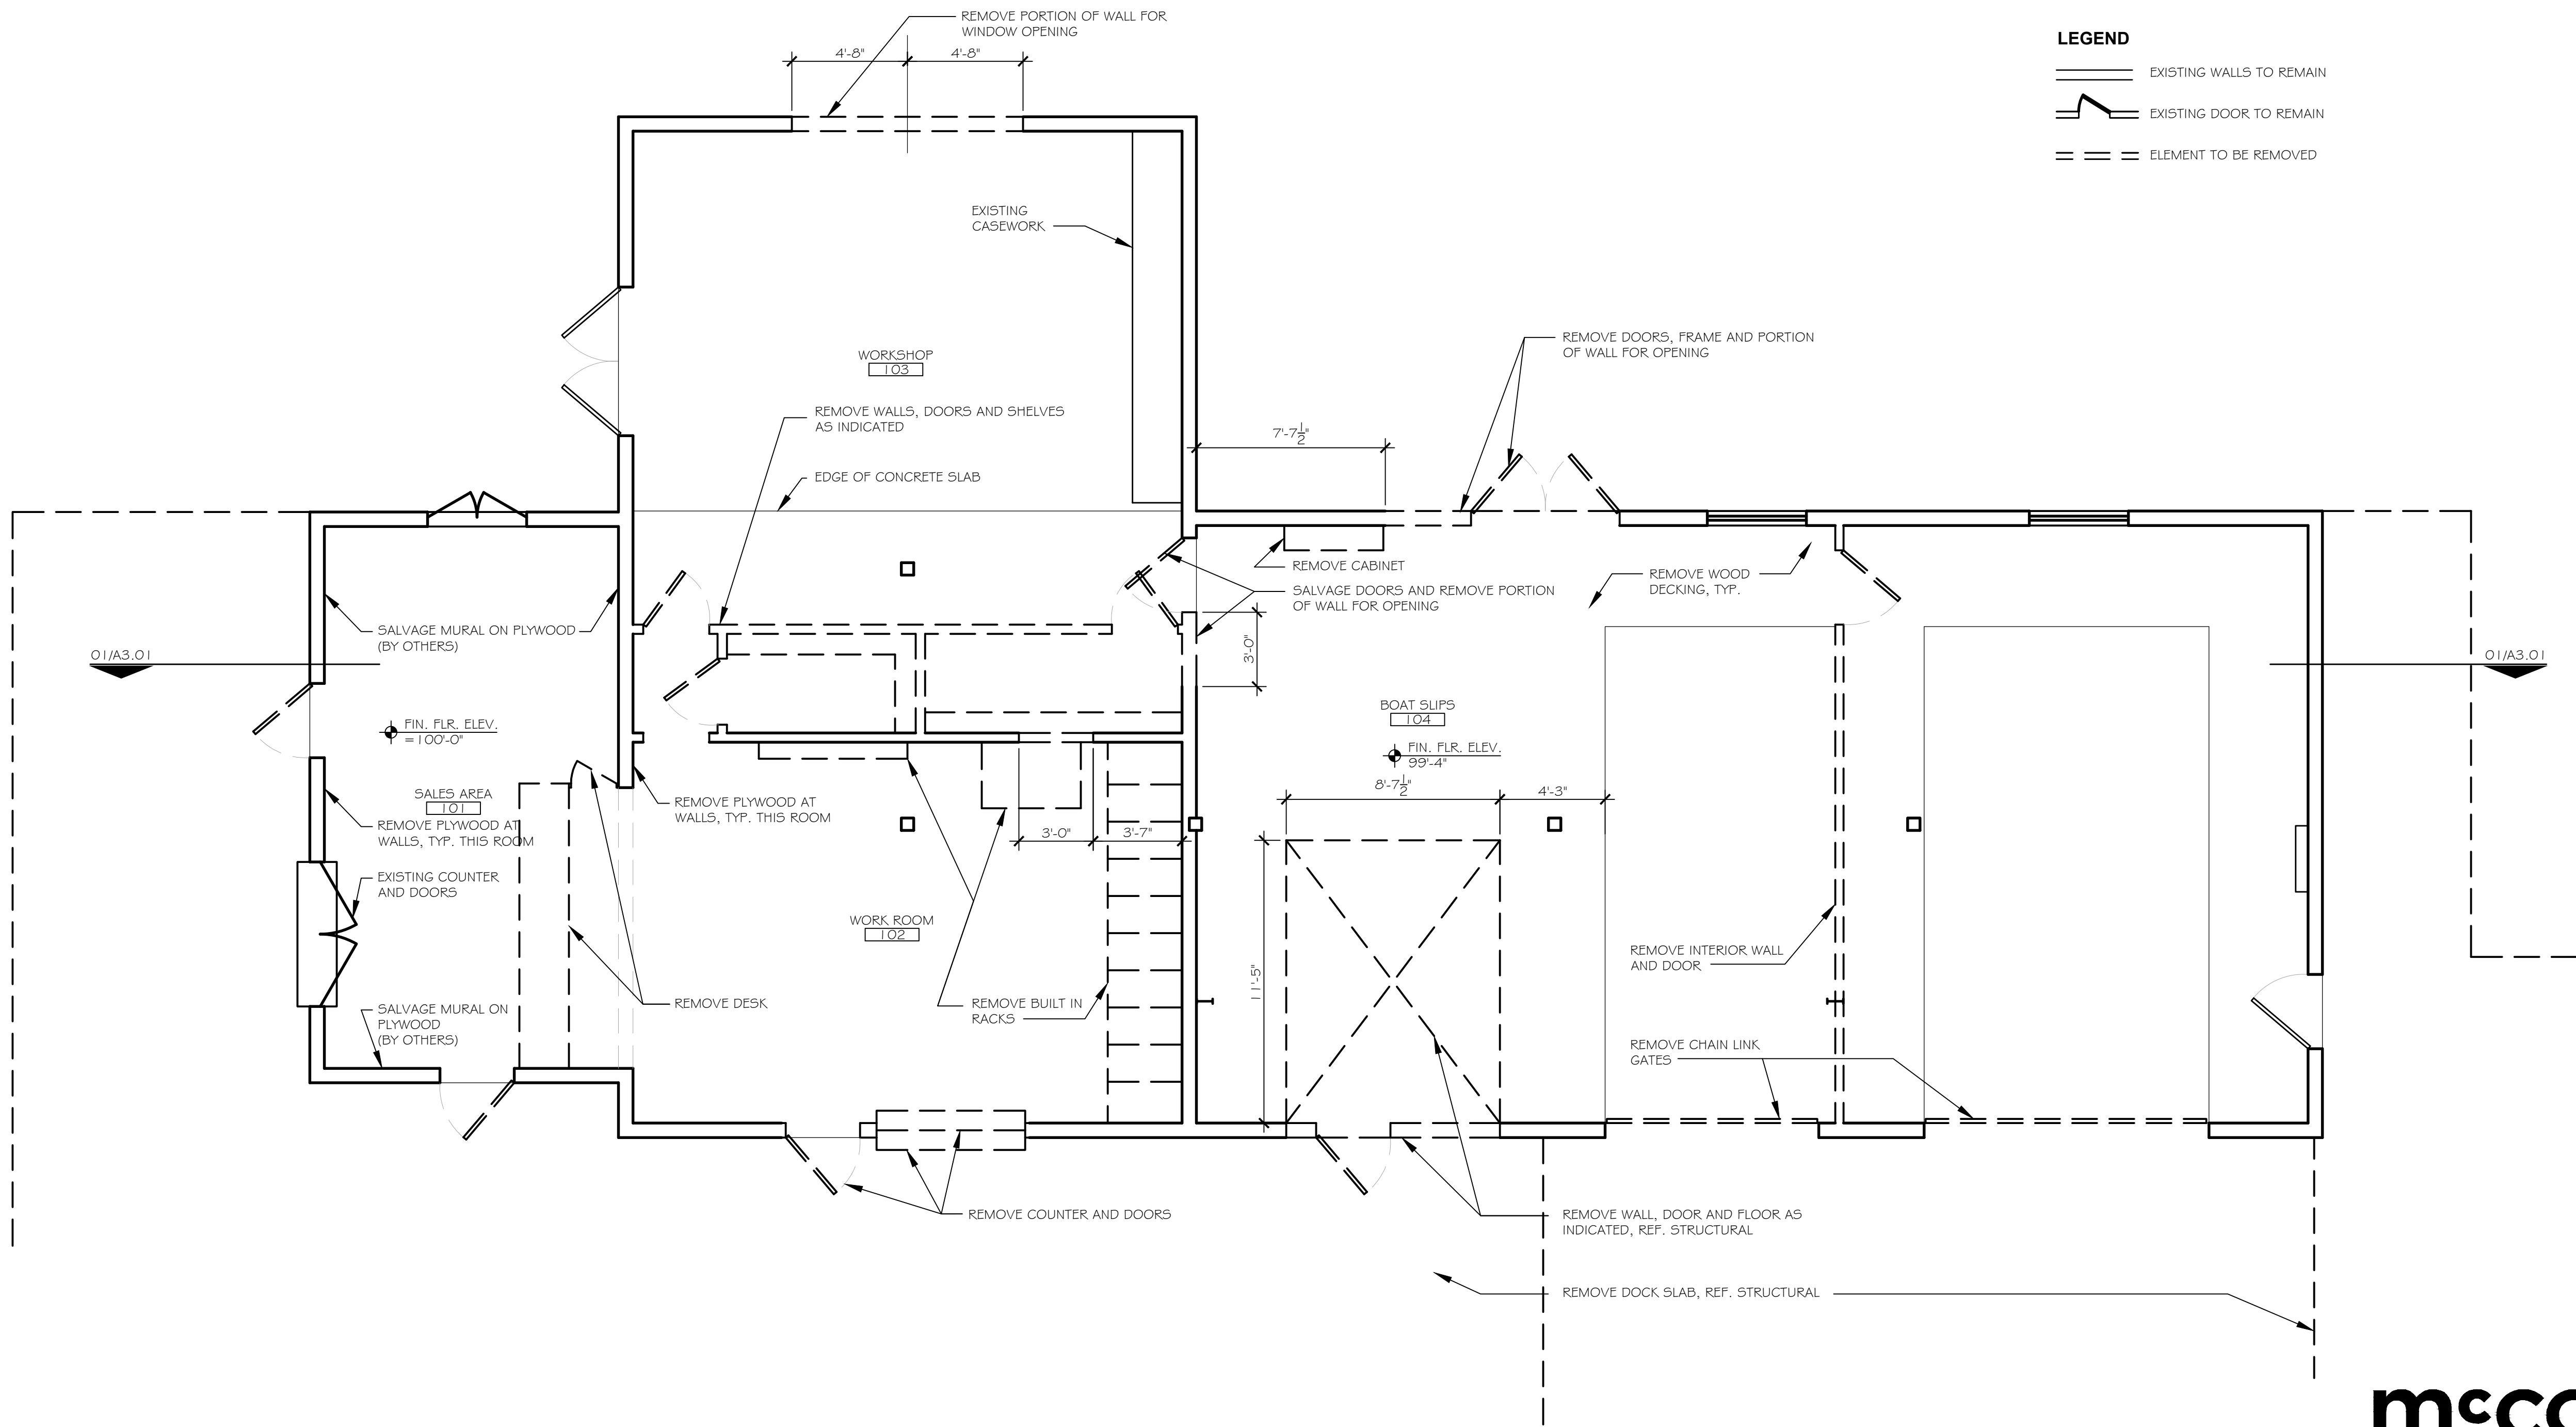 REMOVE PORTION OF WALL FOR
WINDOW OPENING
4'-8"
4'-8"
LEGEND
EXISTING WALLS TO REMAIN
EXISTING DOOR TO REMAIN
ELEMENT TO BE REMOVED
EXISTING
CASEWORK
WORKSHOP
103
REMOVE DOORS, FRAME AND PORTION
OF WALL FOR OPENING
REMOVE WALLS, DOORS AND SHELVES
AS INDICATED
7'-7 1/2"
EDGE OF CONCRETE SLAB
REMOVE CABINET
SALVAGE DOORS AND REMOVE PORTION
OF WALL FOR OPENING
REMOVE WOOD
DECKING, TYP.
SALVAGE MURAL ON PLYWOOD
(BY OTHERS)
01/A3.01
01/A3.01
3'-0"
FIN. FLR. ELEV.
=100'-0"
BOAT SLIPS
104
FIN. FLR. ELEV.
99'-4"
8'-7 1/2"
4'-3"
SALES AREA
101
REMOVE PLYWOOD AT
WALLS, TYP. THIS ROOM
REMOVE PLYWOOD AT
WALLS, TYP. THIS ROOM
3'-0"
3'-7"
EXISTING COUNTER
AND DOORS
WORK ROOM
102
11'-5"
REMOVE INTERIOR WALL
AND DOOR
SALVAGE MURAL ON
PLYWOOD
(BY OTHERS)
REMOVE DESK
REMOVE BUILT IN
RACKS
REMOVE CHAIN LINK
GATES
REMOVE COUNTER AND DOORS
REMOVE WALL, DOOR AND FLOOR AS
INDICATED, REF. STRUCTURAL
REMOVE DOCK SLAB, REF. STRUCTURAL